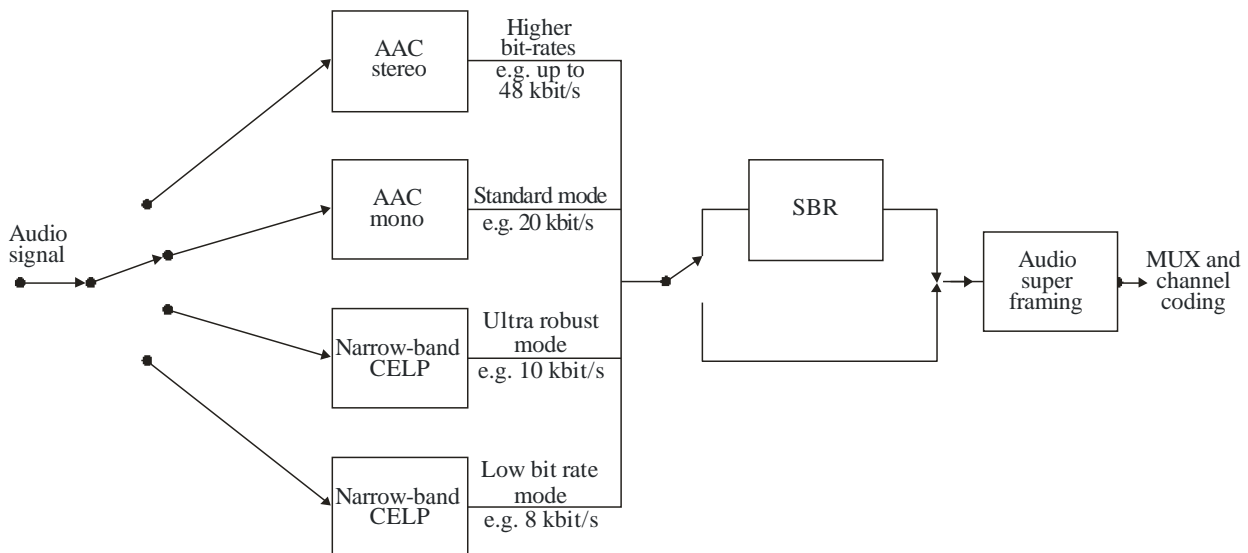 Audio
signal
AAC
stereo
Higher
bit-rates
e.g. up to
48 kbit/s
AAC
mono
Standard mode
e.g. 20 kbit/s
Narrow-band
CELP
Ultra robust
mode
e.g. 10 kbit/s
Narrow-band
CELP
Low bit rate
mode
e.g. 8 kbit/s
SBR
Audio
super
framing
MUX and
channel
coding